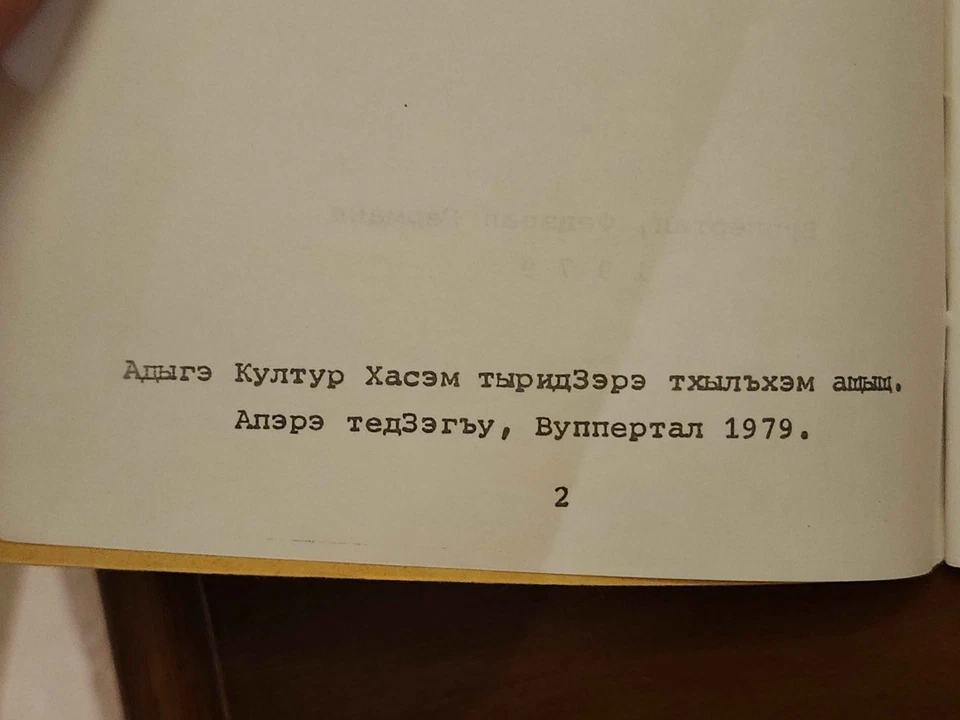 Адыгэ Култур Хасэм тыридЗэрэ тхылъхэм ащыщ.
Апэрэ тедЗэгъу, Вуппертал 1979.
2